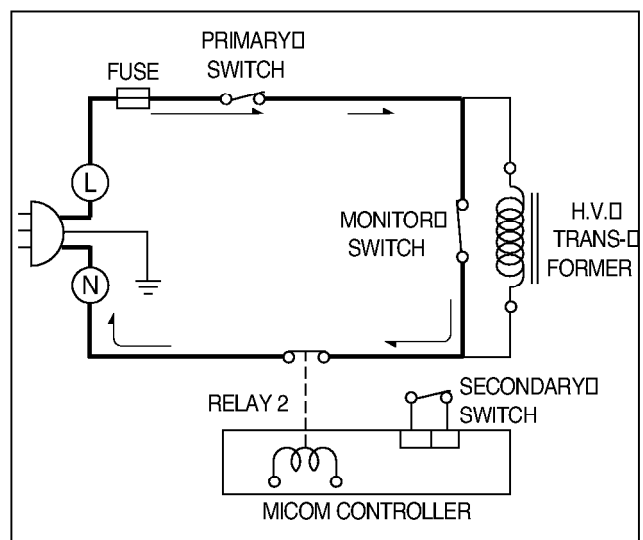 PRIMARY□
SWITCH
FUSE
L
MONITOR□
SWITCH
H.V.□
TRANS-□
FORMER
N
RELAY 2
SECONDARY□
SWITCH
MICOM CONTROLLER